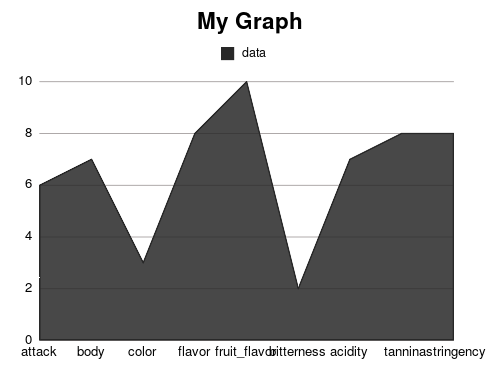 My Graph
data
10
8
6
4
2
0
attack body color flavor fruit_flavor bitterness acidity tannin astringency